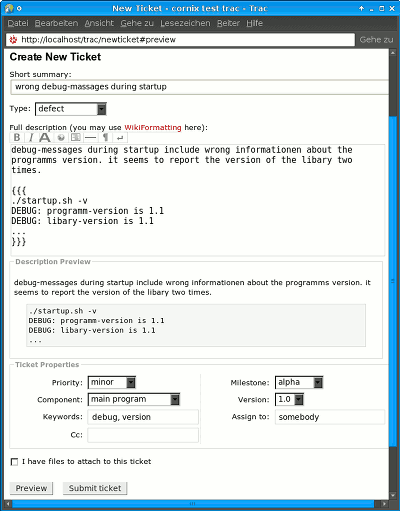 New Ticket - cornix test trac - Trac
Datei Bearbeiten Ansicht Gehe zu Lesezeichen Reiter Hilfe
http://localhost/trac/newticket#preview Gehe zu
Create New Ticket
Short summary:
wrong debug-massages during startup
Type: defect
Full description (you may use WikiFormatting here):
B I A
debug-messages during startup include wrong informationen about the
programms version. it seems to report the version of the libary two
times.
{{{
./startup.sh -v
DEBUG: programm-version is 1.1
DEBUG: libary-version is 1.1
...
}}}
Description Preview
debug-messages during startup include wrong informationen about the programms version. it
seems to report the version of the libary two times.
./startup.sh -v
DEBUG: programm-version is 1.1
DEBUG: libary-version is 1.1
...
Ticket Properties
Priority: minor Milestone: alpha
Component: main program Version: 1.0
Keywords: debug, version Assign to: somebody
Cc:
I have files to attach to this ticket
Preview Submit ticket